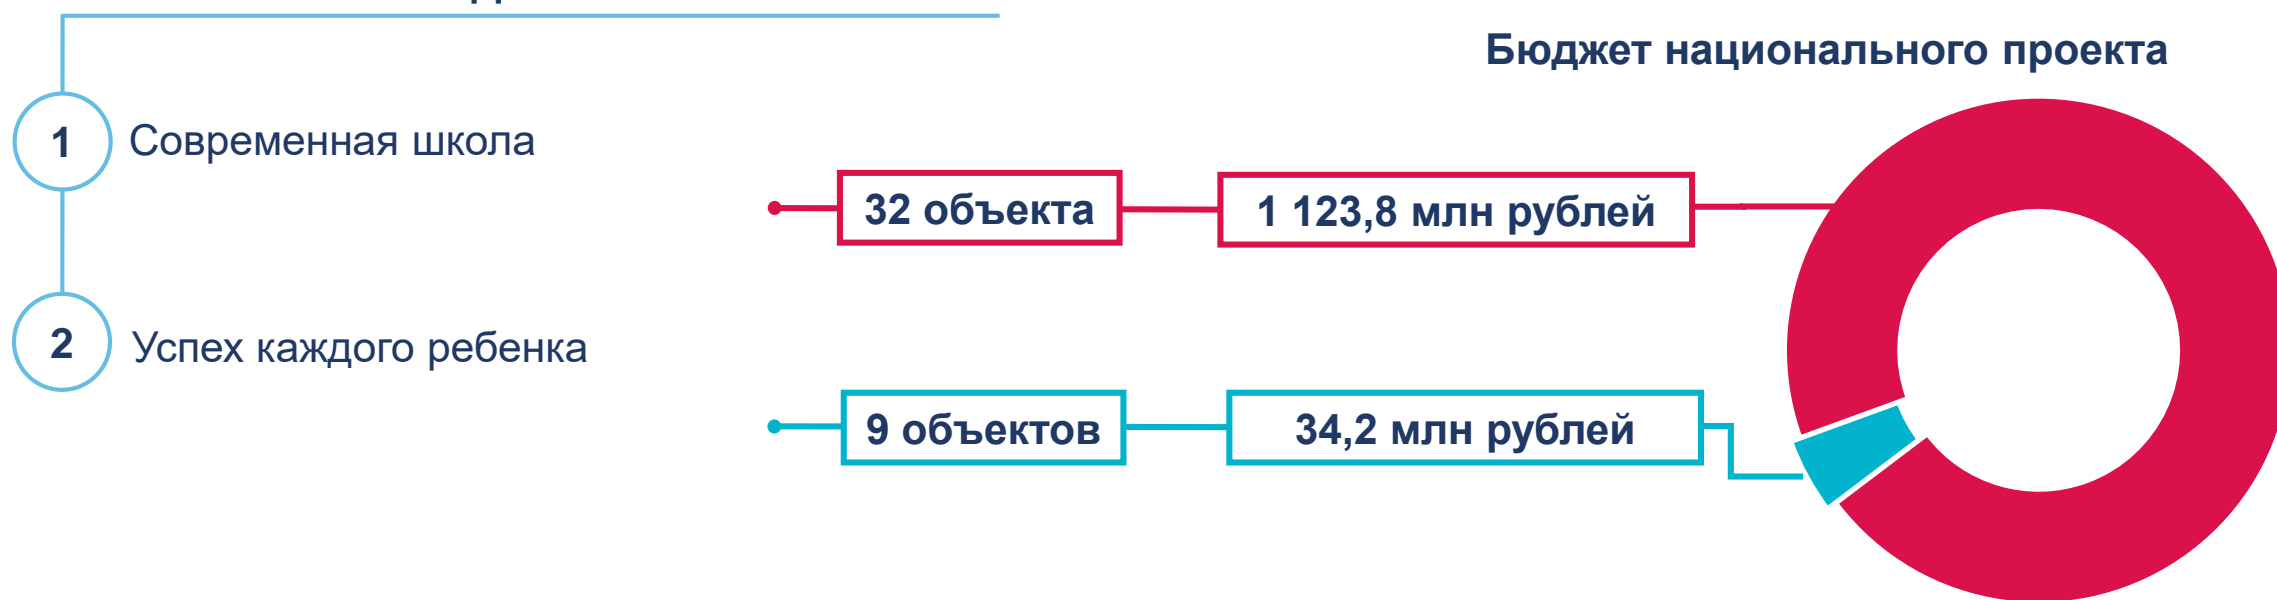 Бюджет национального проекта
1
Современная школа
32 объекта
1 123,8 млн рублей
2
Успех каждого ребенка
9 объектов
34,2 млн рублей